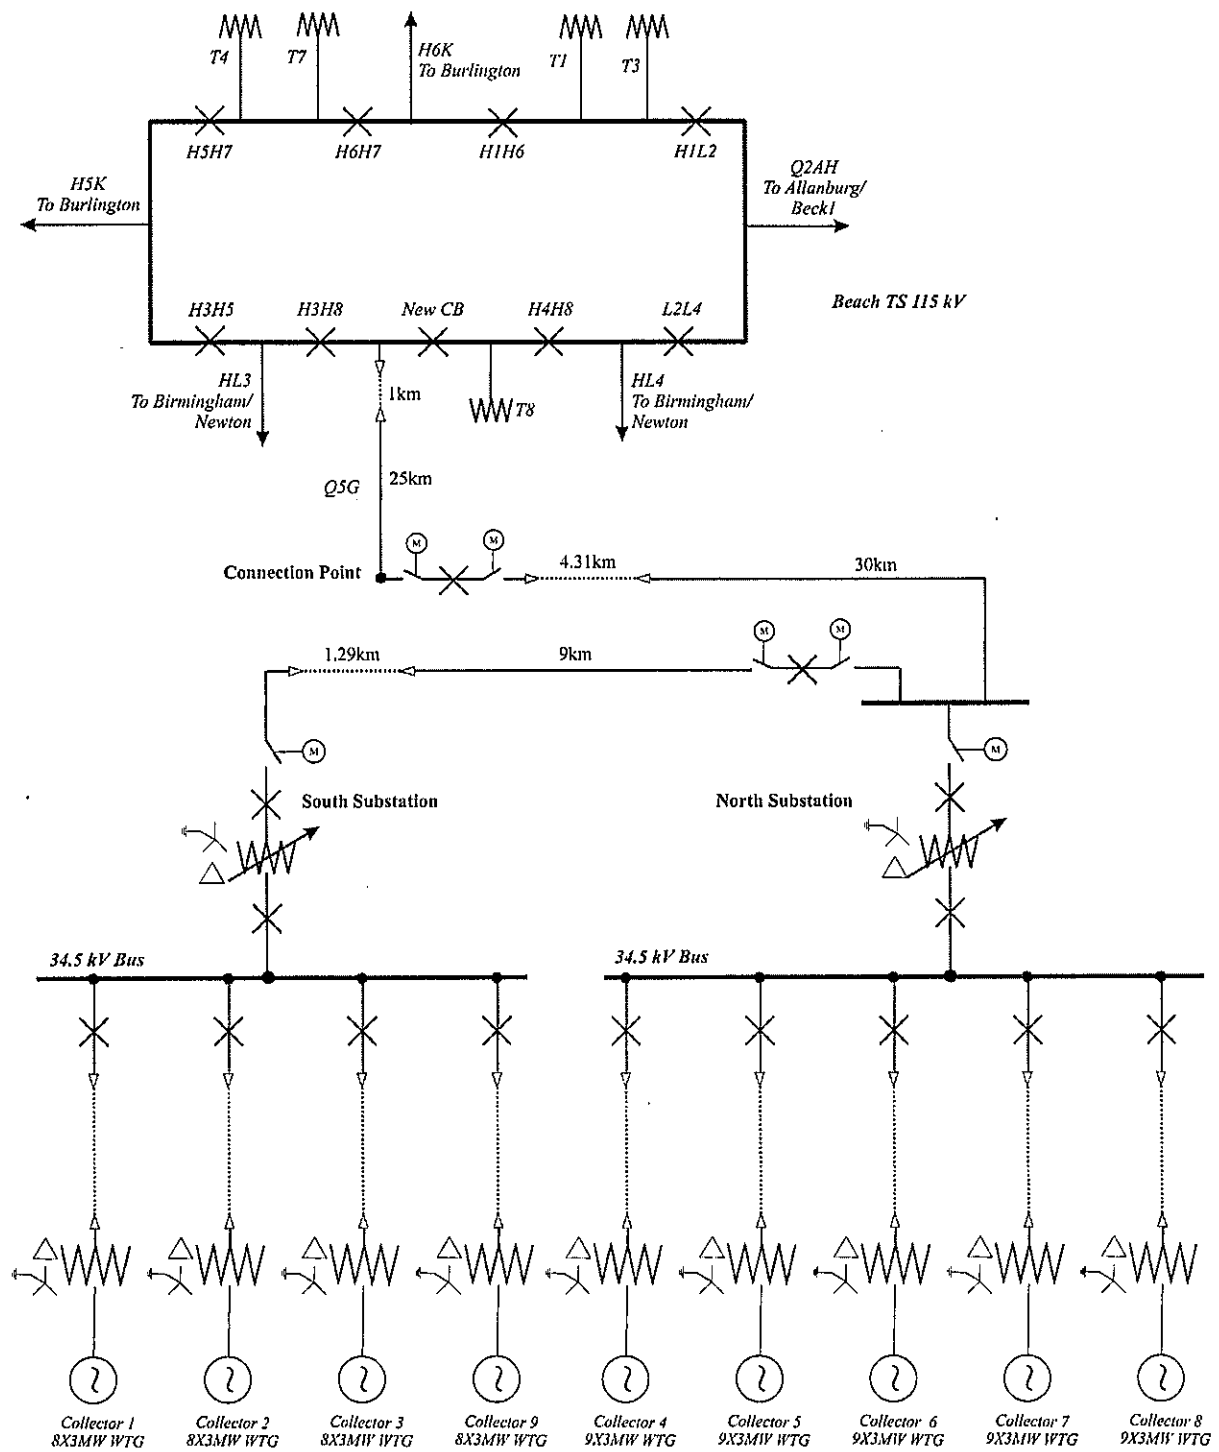 T4
T7
H6K
To Burlington
T1
T3
H5H7
H6H7
H1H6
H1L2
H5K
To Burlington
Q2AH
To Allanburg/
Beck1
H3H5
H3H8
New CB
H4H8
L2L4
Beach TS 115 kV
HL3
To Birmingham/
Newton
1km
T8
HL4
To Birmingham/
Newton
Q5G
25km
M
M
Connection Point
4.31km
30km
M
M
1.29km
9km
M
M
South Substation
North Substation
34.5 kV Bus
34.5 kV Bus
Collector 1
8X3MW WTG
Collector 2
8X3MW WTG
Collector 3
8X3MW WTG
Collector 9
8X3MW WTG
Collector 4
9X3MW WTG
Collector 5
9X3MW WTG
Collector 6
9X3MW WTG
Collector 7
9X3MW WTG
Collector 8
9X3MW WTG